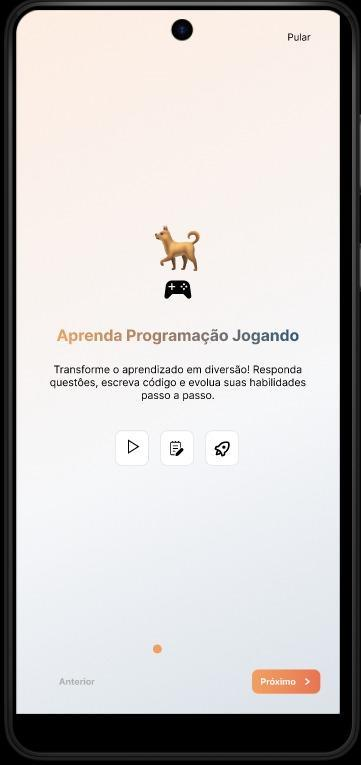 Pular
Aprenda Programação Jogando
Transforme o aprendizado em diversão! Responda
questões, escreva código e evolua suas habilidades
passo a passo.
Anterior
Próximo